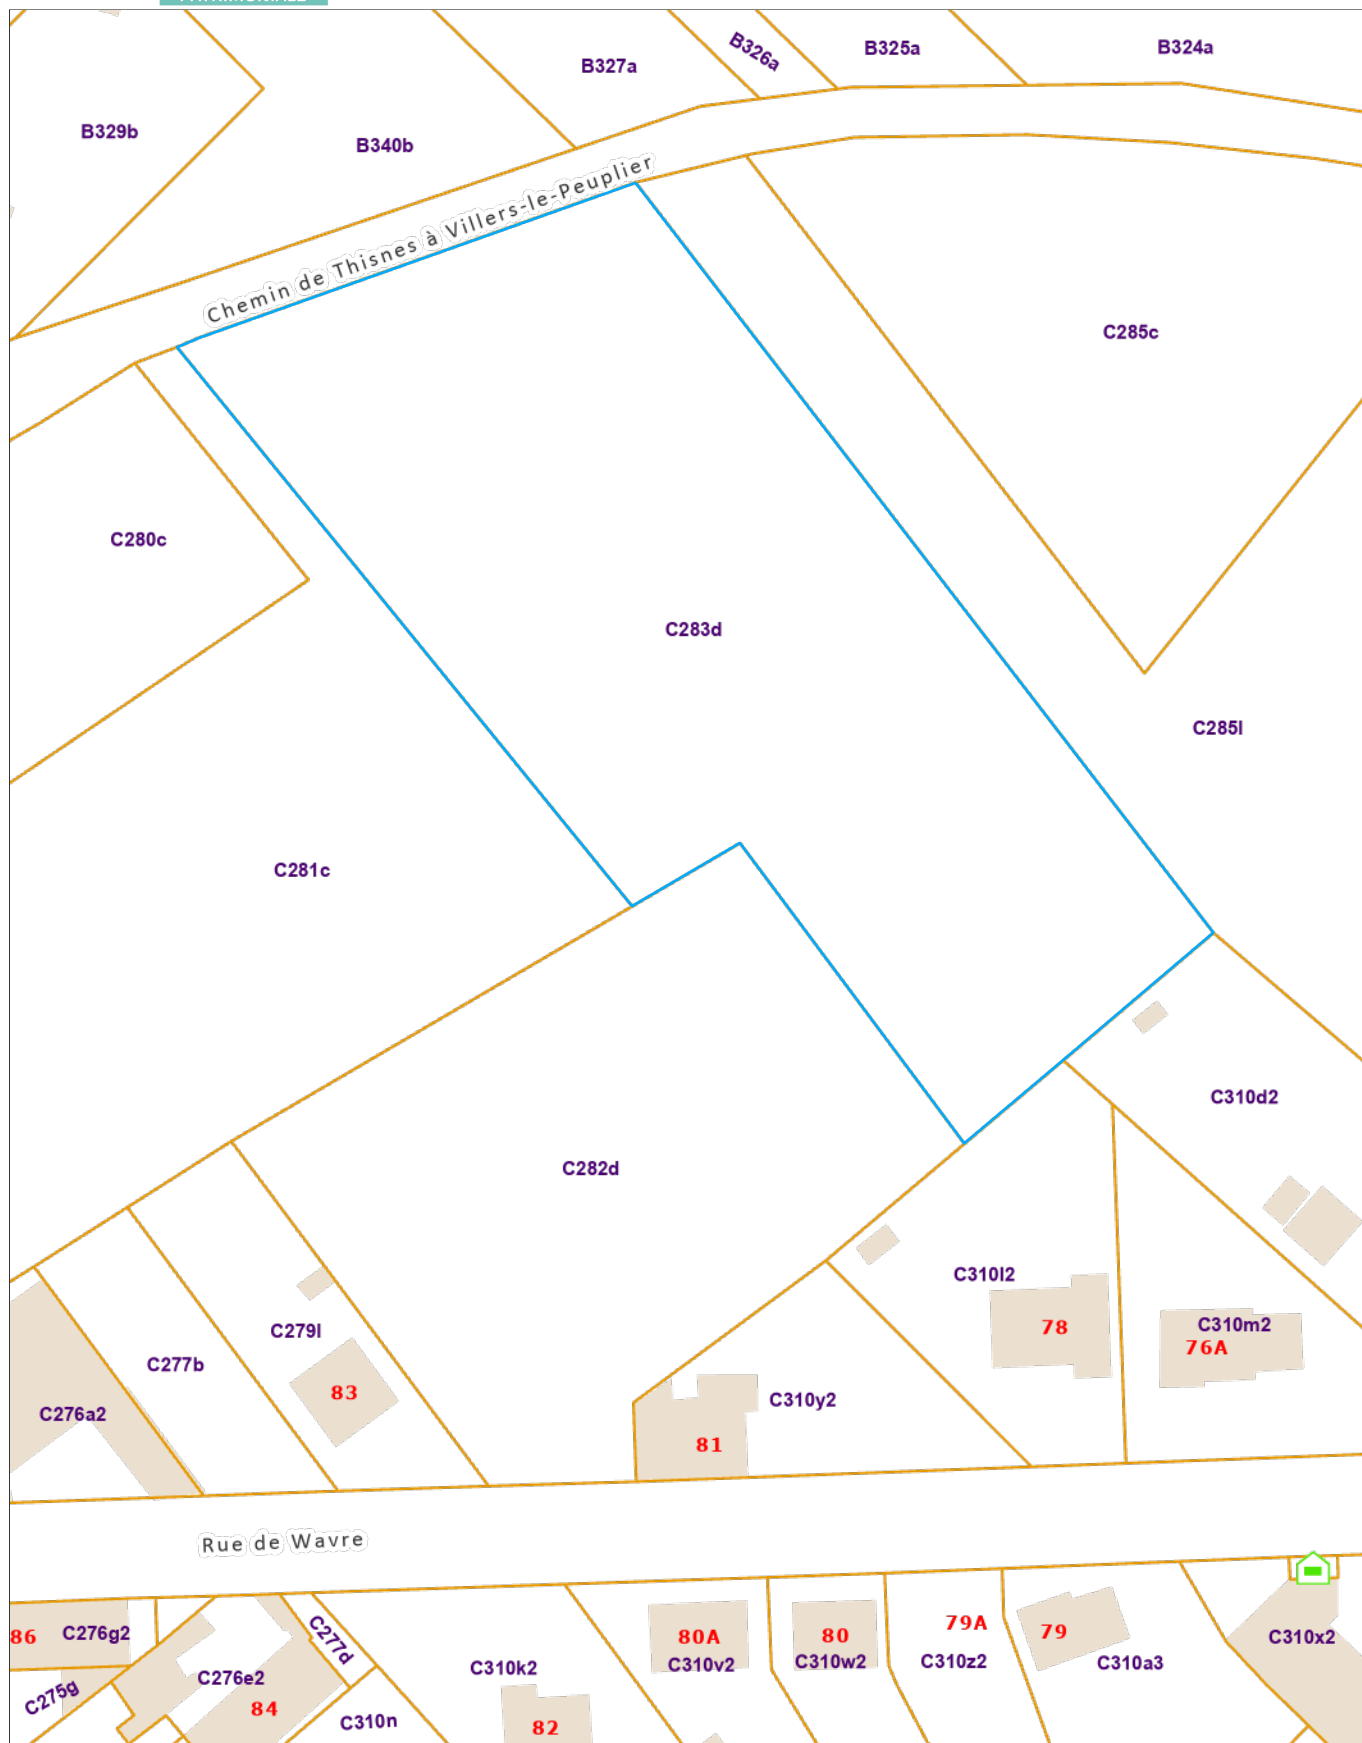 B324a
B325a
B326a
B327a
B329b
B340b
Chemin de Thisnes à Villers-le-Peuplier
C285c
C280c
C283d
C285l
C281c
C310d2
C282d
C310l2
C279l
78
C310m2
76A
C277b
83
C310y2
C276a2
81
Rue de Wavre
86
C276g2
C277d
80A
80
79A
79
C310x2
C310v2
C310w2
C310z2
C310a3
C276e2
C310k2
C275g
84
C310n
82